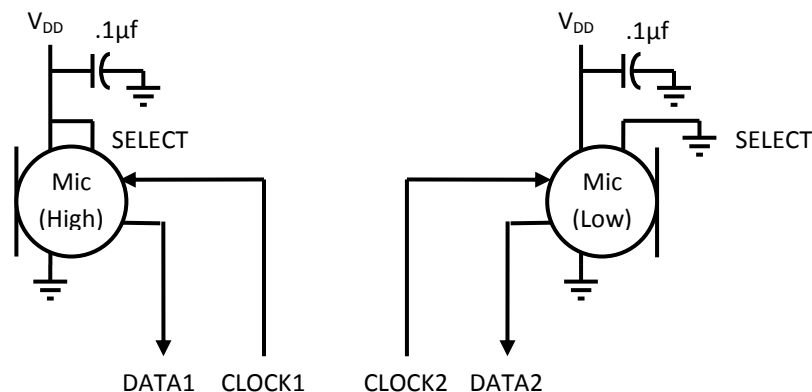 VDD
.1µf
SELECT
Mic
(High)
DATA1
CLOCK1
VDD
.1µf
SELECT
Mic
(Low)
CLOCK2
DATA2